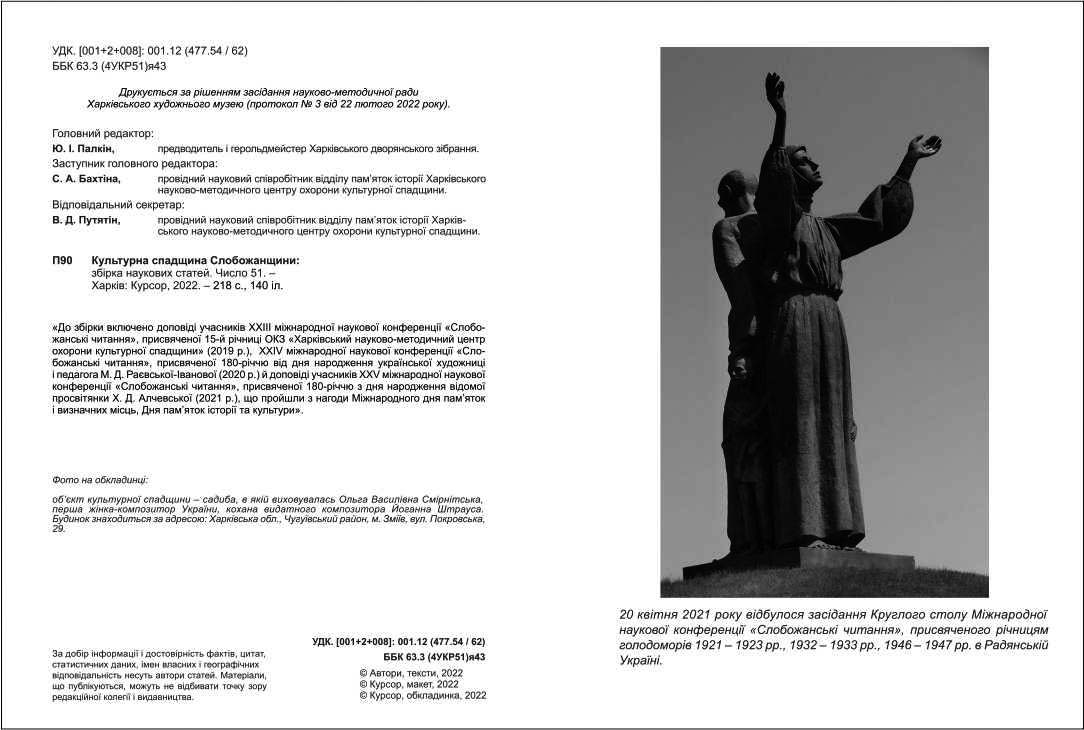 УДК. [001+2+008]: 001.12 (477.54 / 62)
ББК 63.3 (4УКР51)я43
Друкується за рішенням засідання науково-методичної ради
Харківського художнього музею (протокол № 3 від 22 лютого 2022 року).
Головний редактор:
Ю. І. Палкін, предводитель і герольдмейстер Харківського дворянського зібрання.
Заступник головного редактора:
С. А. Бахтіна, провідний науковий співробітник відділу пам’яток історії Харківського
науково-методичного центру охорони культурної спадщини.
Відповідальний секретар:
В. Д. Путятін, провідний науковий співробітник відділу пам’яток історії Харків-
ського науково-методичного центру охорони культурної спадщини.
П90 Культурна спадщина Слобожанщини:
збірка наукових статей. Число 51. –
Харків: Курсор, 2022. – 218 с., 140 іл.
«До збірки включено доповіді учасників XXIII міжнародної наукової конференції «Слобо-
жанські читання», присвяченої 15-й річниці ОКЗ «Харківський науково-методичний центр
охорони культурної спадщини» (2019 р.), XXIV міжнародної наукової конференції «Сло-
божанські читання», присвяченої 180-річчю від дня народження української художниці
і педагога М. Д. Раєвської-Іванової (2020 р.) й доповіді учасників XXV міжнародної наукової
конференції «Слобожанські читання», присвяченої 180-річчю з дня народження відомої
просвітянки Х. Д. Алчевської (2021 р.), що пройшли з нагоди Міжнародного дня пам’яток
і визначних місць, Дня пам’яток історії та культури».
Фото на обкладинці:
об’єкт культурної спадщини – садиба, в якій виховувалась Ольга Василівна Смірнітська,
перша жінка-композитор України, кохана видатного композитора Йоганна Штрауса.
Будинок знаходиться за адресою: Харківська обл., Чугуївський район, м. Зміїв, вул. Покровська,
29.
УДК. [001+2+008]: 001.12 (477.54 / 62)
ББК 63.3 (4УКР51)я43
За добір інформації і достовірність фактів, цитат,
статистичних даних, імен власних і географічних
відповідальність несуть автори статей. Матеріали,
що публікуються, можуть не відбивати точку зору
редакційної колегії і видавництва.
© Автори, тексти, 2022
© Курсор, макет, 2022
© Курсор, обкладинка, 2022
20 квітня 2021 року відбулося засідання Круглого столу Міжнародної
наукової конференції «Слобожанські читання», присвяченого річницям
голодоморів 1921 – 1923 рр., 1932 – 1933 рр., 1946 – 1947 рр. в Радянській
Україні.